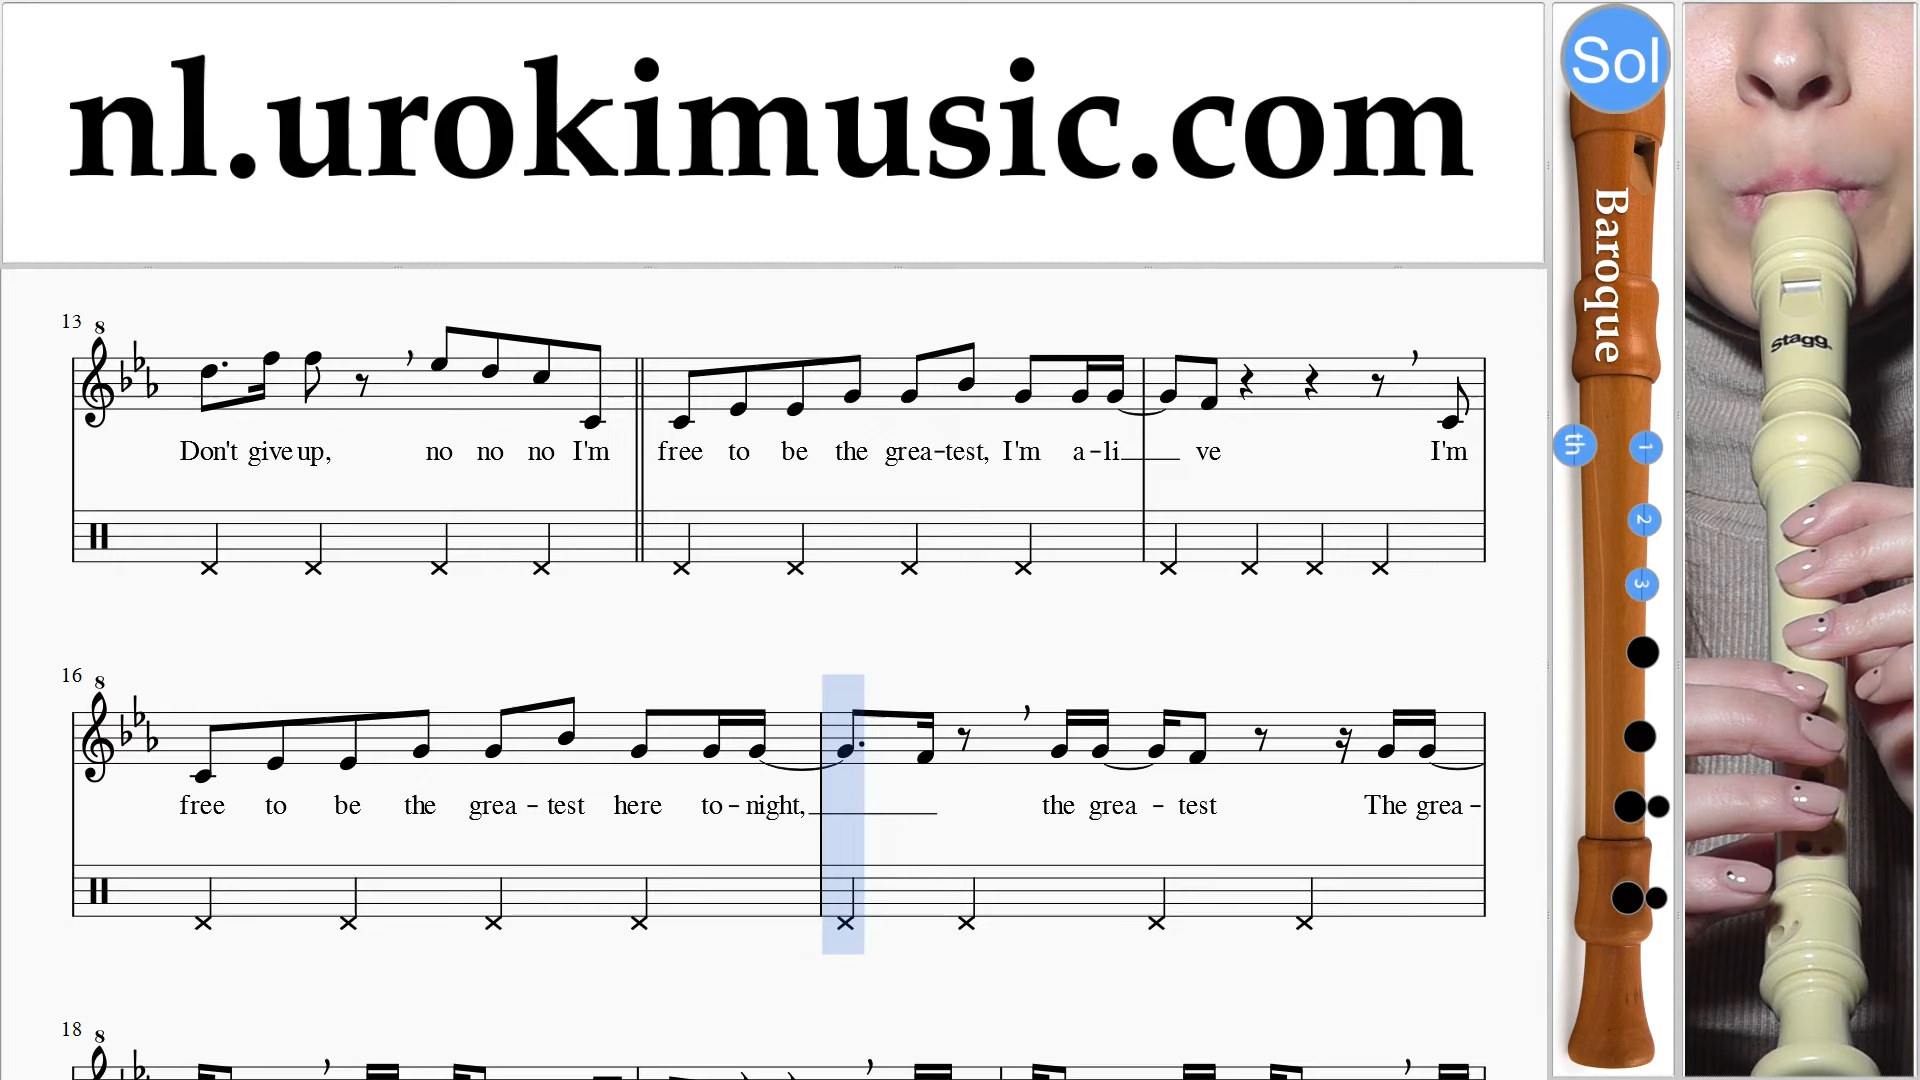 nl.urokimusic.com
Sol
Baroque
Stagg
th
1
2
3
13
8
Don't give up, no no no I'm free to be the grea-test, I'm a-li___ ve I'm
16
8
free to be the grea - test here to - night,___ the grea - test The grea -
18
8